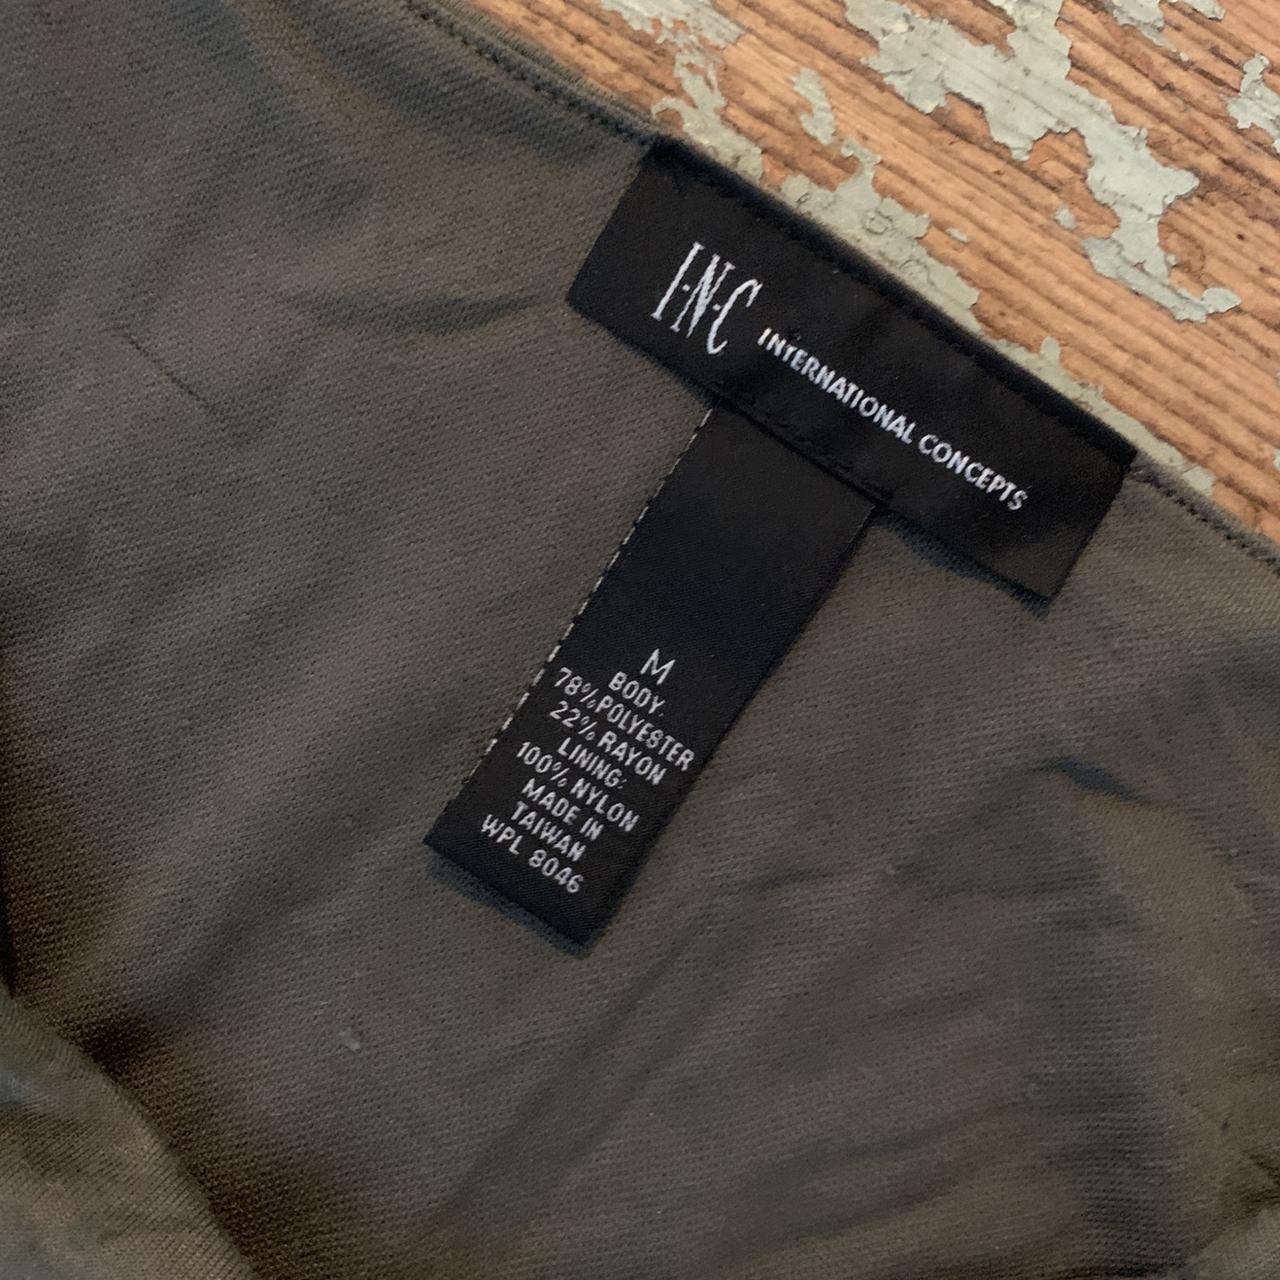 I·N·C INTERNATIONAL CONCEPTS
M
BODY:
78% POLYESTER
22% RAYON
LINING:
100% NYLON
MADE IN
TAIWAN
WPL 8046